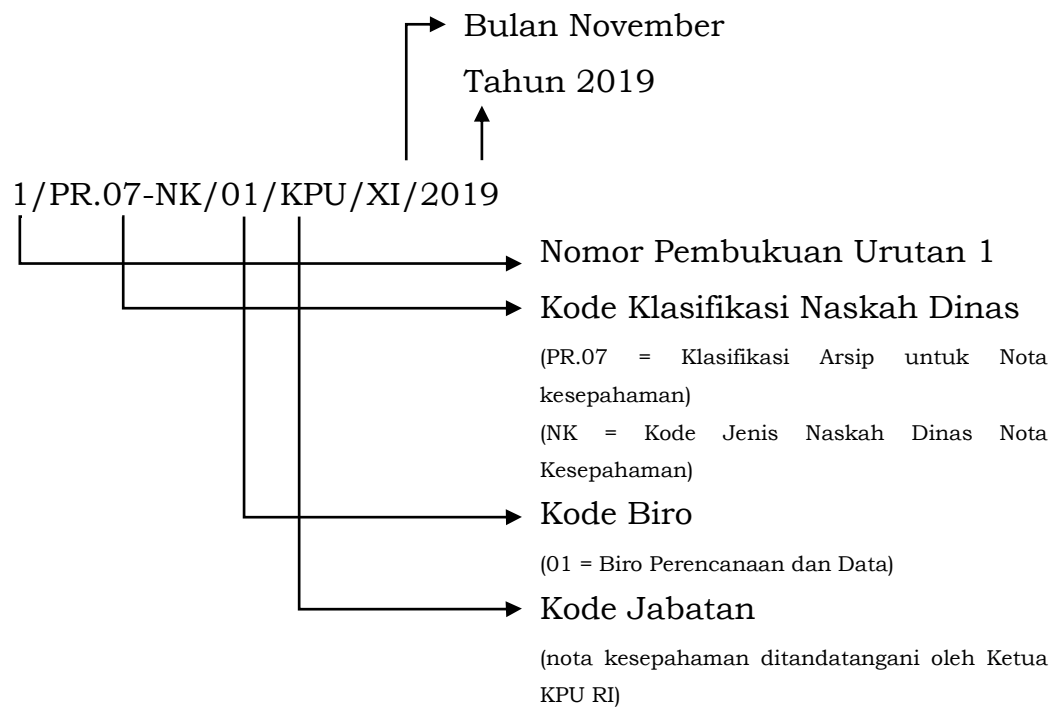 Bulan November
Tahun 2019
1/PR.07-NK/01/KPU/XI/2019
Nomor Pembukuan Urutan 1
Kode Klasifikasi Naskah Dinas
(PR.07 = Klasifikasi Arsip untuk Nota
kesepahaman)
(NK = Kode Jenis Naskah Dinas Nota
Kesepahaman)
Kode Biro
(01 = Biro Perencanaan dan Data)
Kode Jabatan
(nota kesepahaman ditandatangani oleh Ketua
KPU RI)